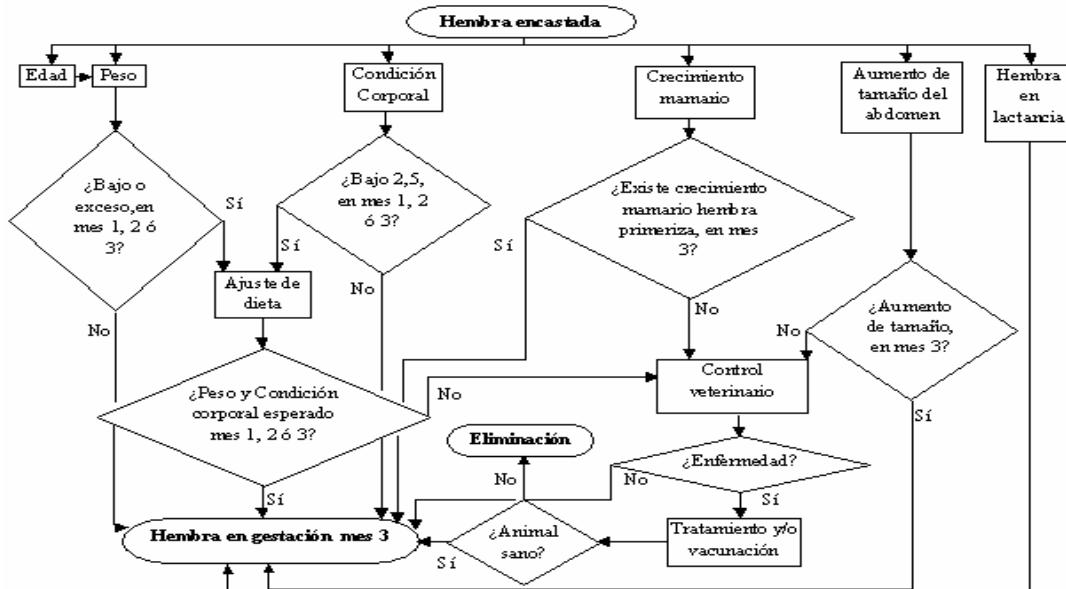 Hembra encastada
Edad
Peso
Condición
Corporal
Crecimiento
mamario
Aumento de
tamaño del
abdomen
Hembra
en
lactancia
¿Bajo o
exceso,en
mes 1, 2 ó
3?
Sí
No
¿Bajo 2,5,
en mes 1, 2
ó 3?
Sí
No
¿Existe crecimiento
mamario hembra
primeriza, en mes
3?
Sí
No
¿Aumento
de tamaño,
en mes 3?
No
Sí
Ajuste de
dieta
¿Peso y Condición
corporal esperado
mes 1, 2 ó 3?
No
Sí
Control
veterinario
¿Enfermedad?
No
Sí
Eliminación
No
¿Animal
sano?
Sí
Tratamiento y/o
vacunación
Hembra en gestación mes 3